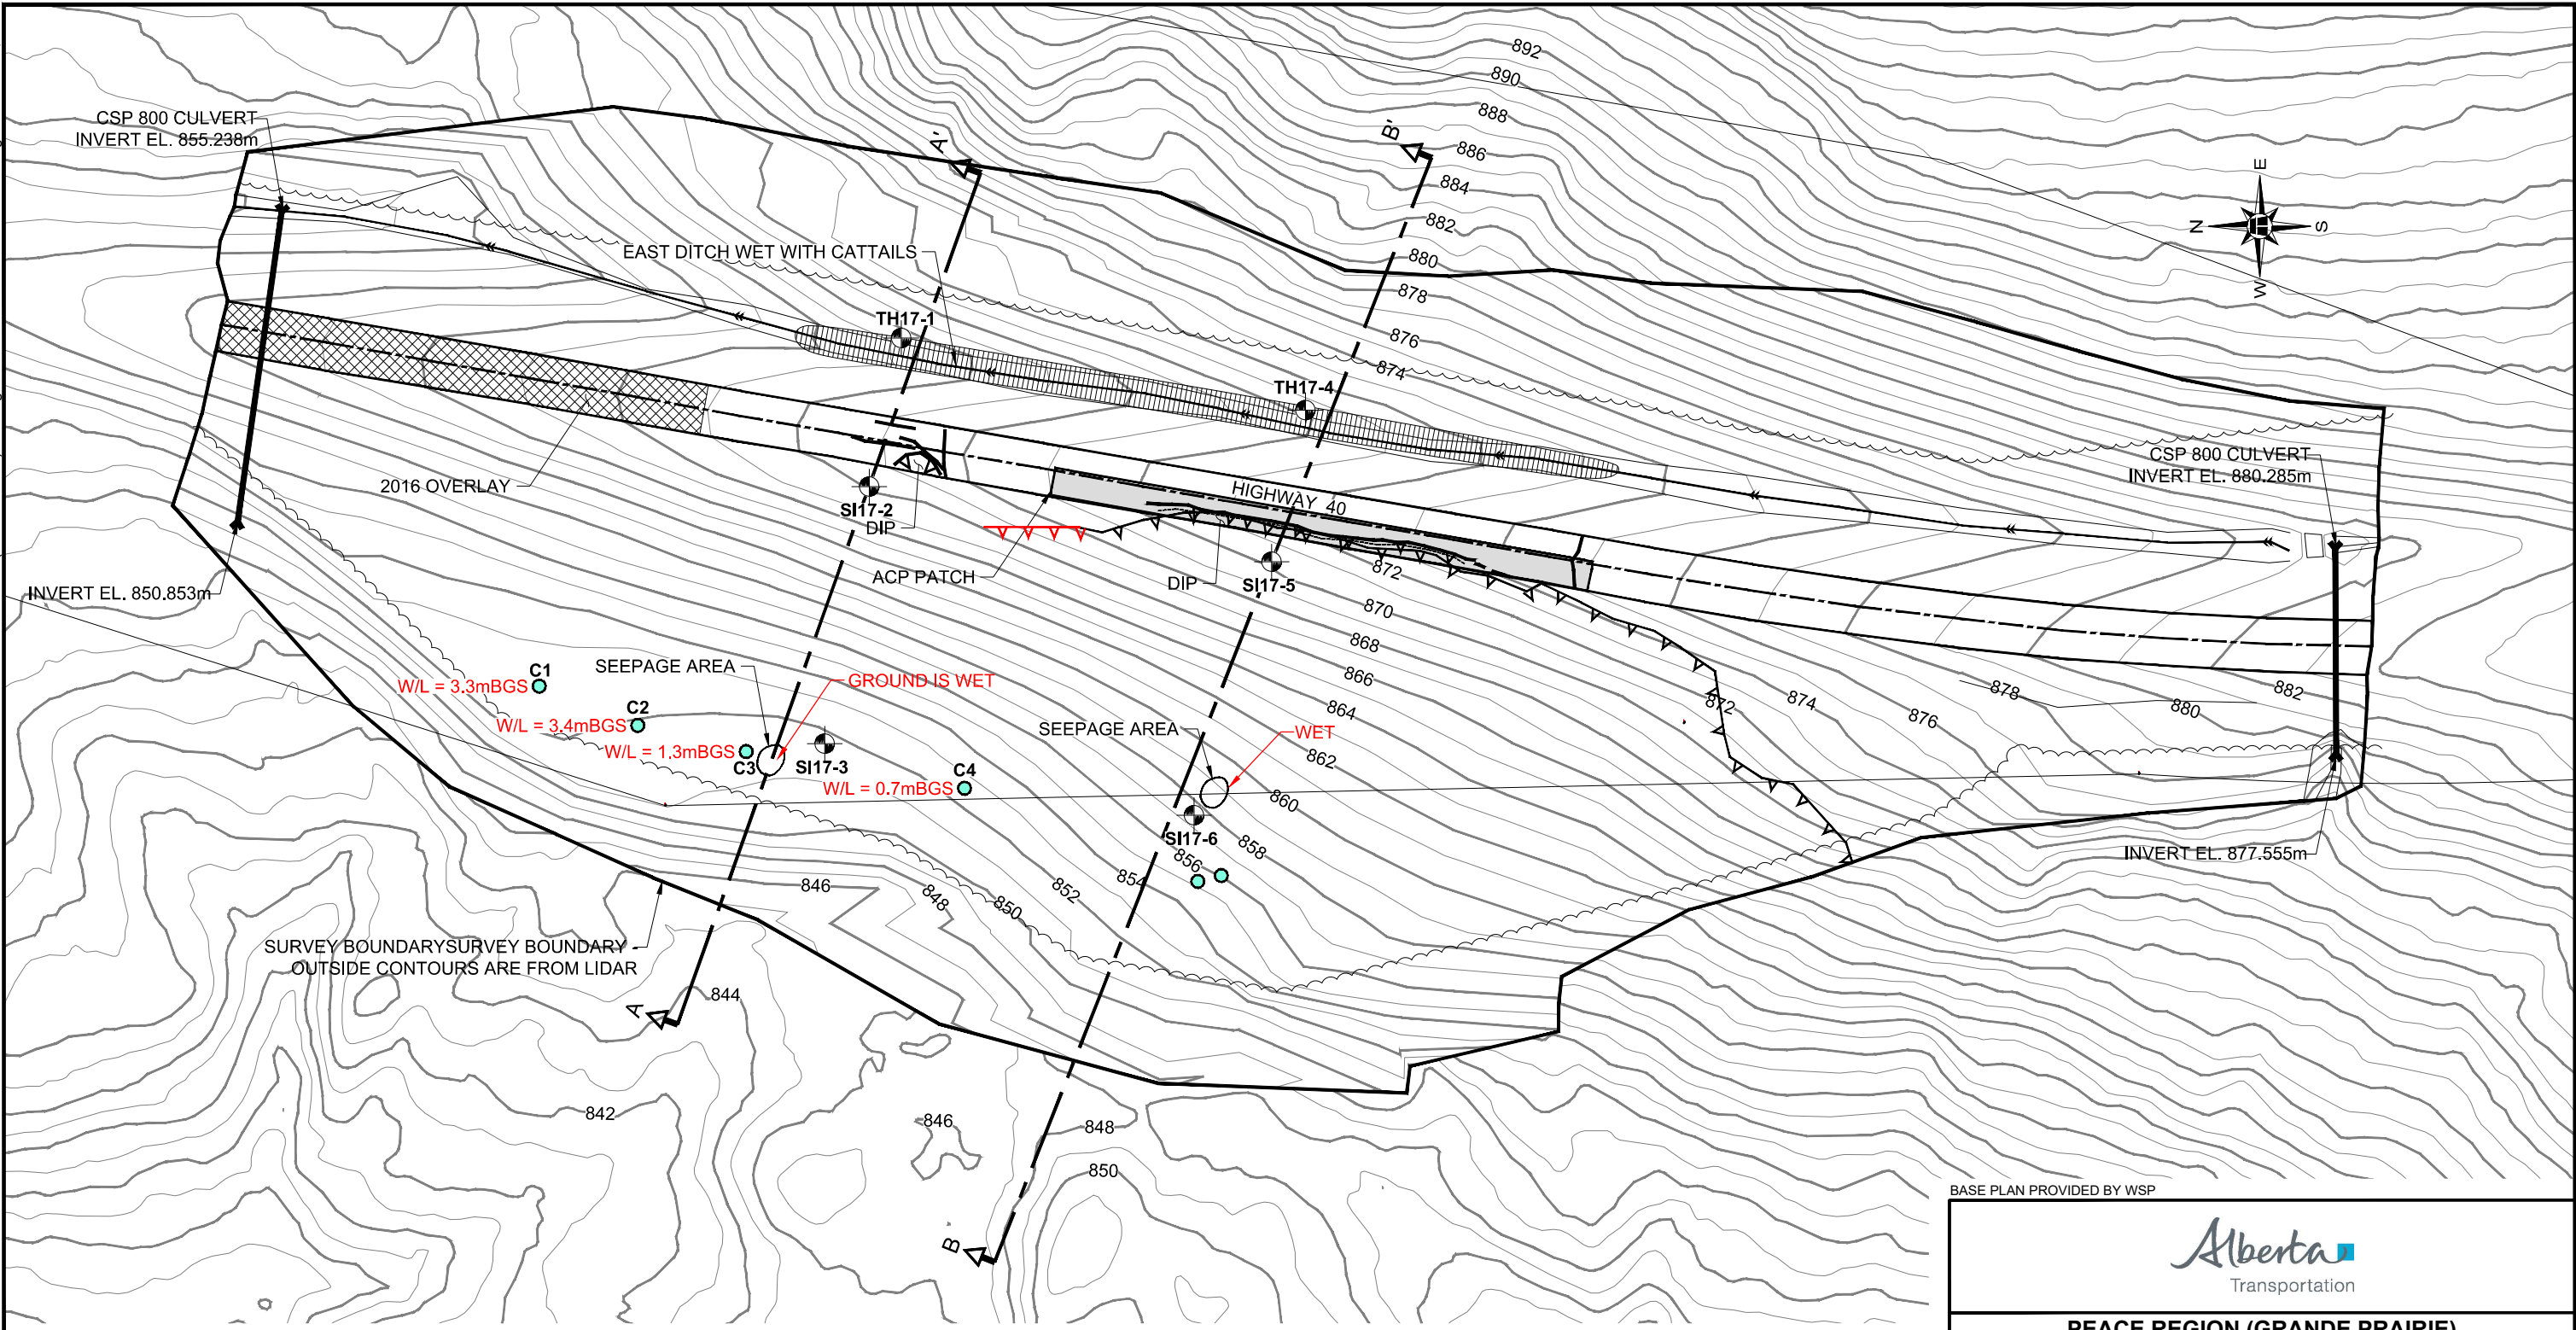 892
890
888
886
884
882
880
878
876
874
CSP 800 CULVERT
INVERT EL. 855.238m
A'
B'
E
N
S
W
EAST DITCH WET WITH CATTAILS
TH17-1
TH17-4
2016 OVERLAY
SI17-2
DIP
HIGHWAY 40
ACP PATCH
DIP
SI17-5
CSP 800 CULVERT
INVERT EL. 880.285m
INVERT EL. 850.853m
872
870
868
866
864
862
860
858
856
854
852
850
848
846
872
874
876
878
880
882
C1
W/L = 3.3mBGS
C2
W/L = 3.4mBGS
W/L = 1.3mBGS
C3
SEEPAGE AREA
GROUND IS WET
SI17-3
C4
W/L = 0.7mBGS
SEEPAGE AREA
WET
SI17-6
INVERT EL. 877.555m
SURVEY BOUNDARYSURVEY BOUNDARY -
OUTSIDE CONTOURS ARE FROM LIDAR
A
844
842
846
848
850
B
BASE PLAN PROVIDED BY WSP
Alberta
Transportation
PEACE REGION (GRANDE PRAIRIE)